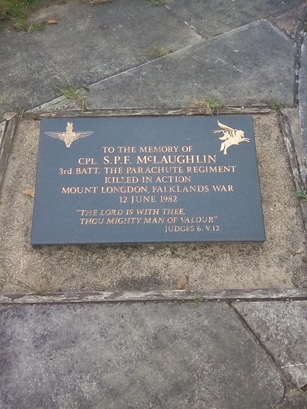 TO THE MEMORY OF
CPL. S.P.F. McLAUGHLIN
3RD BATT. THE PARACHUTE REGIMENT
KILLED IN ACTION
MOUNT LONGDON, FALKLANDS WAR
12 JUNE 1982
"THE LORD IS WITH THEE,
THOU MIGHTY MAN OF VALOUR"
JUDGES 6. V.12.